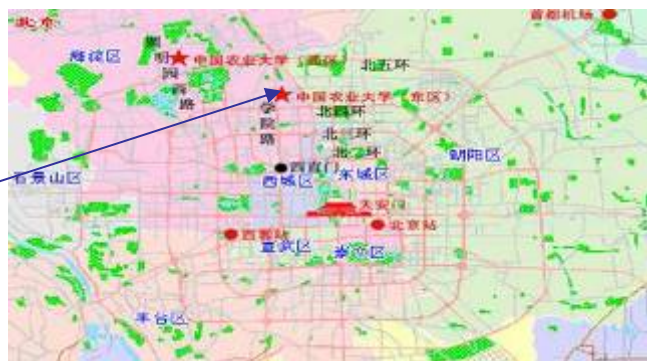 北京
首都机场
海淀区
圆明园西路
中国农业大学（西区）
北五环
中国农业大学（东区）
学院路
北四环
北三环
北二环
朝阳区
西直门
石景山区
西城区
东城区
天安门
西客站
北京站
宣武区
崇文区
丰台区